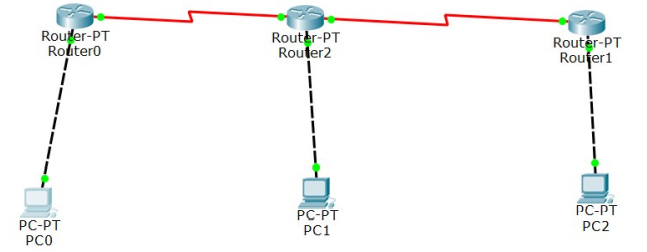 Router-PT
Router0
Router-PT
Router2
Router-PT
Router1
PC-PT
PC0
PC-PT
PC1
PC-PT
PC2